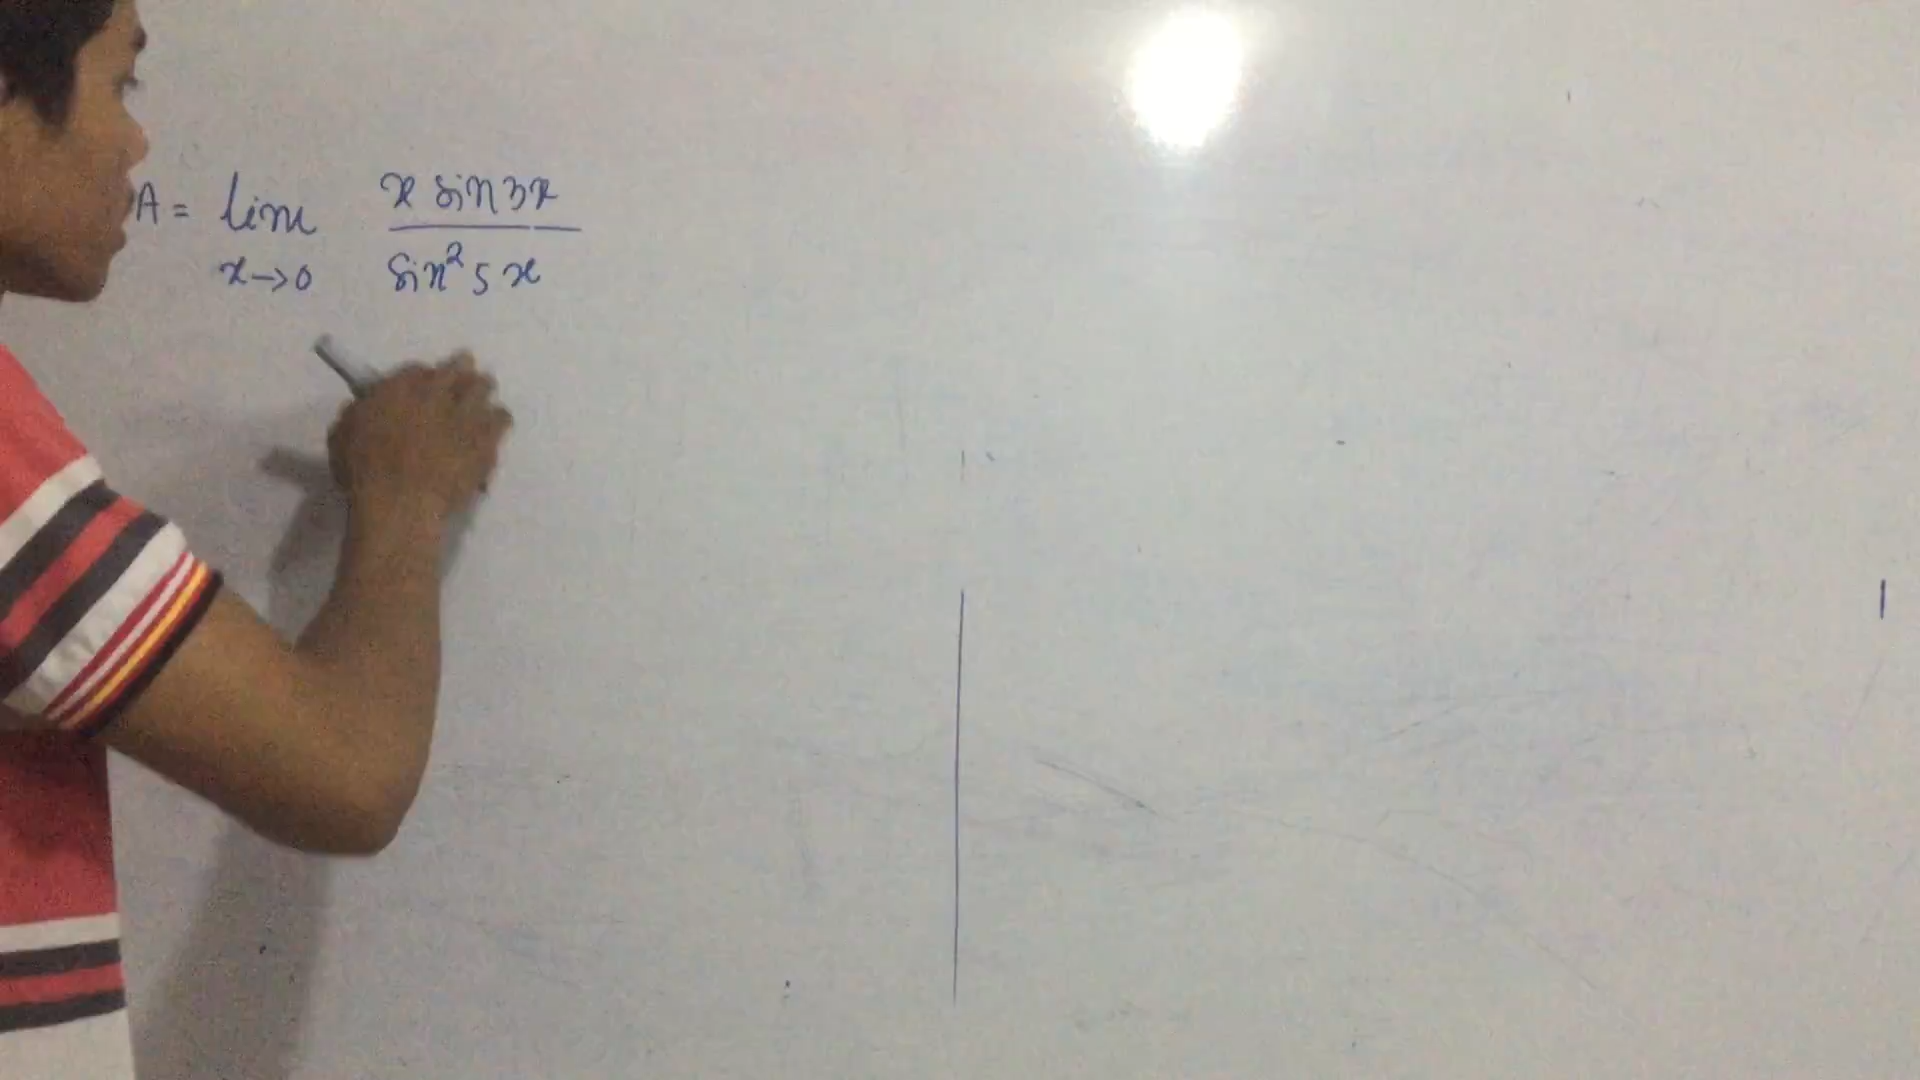 A = lim x→0 x sin3x / sin²5x